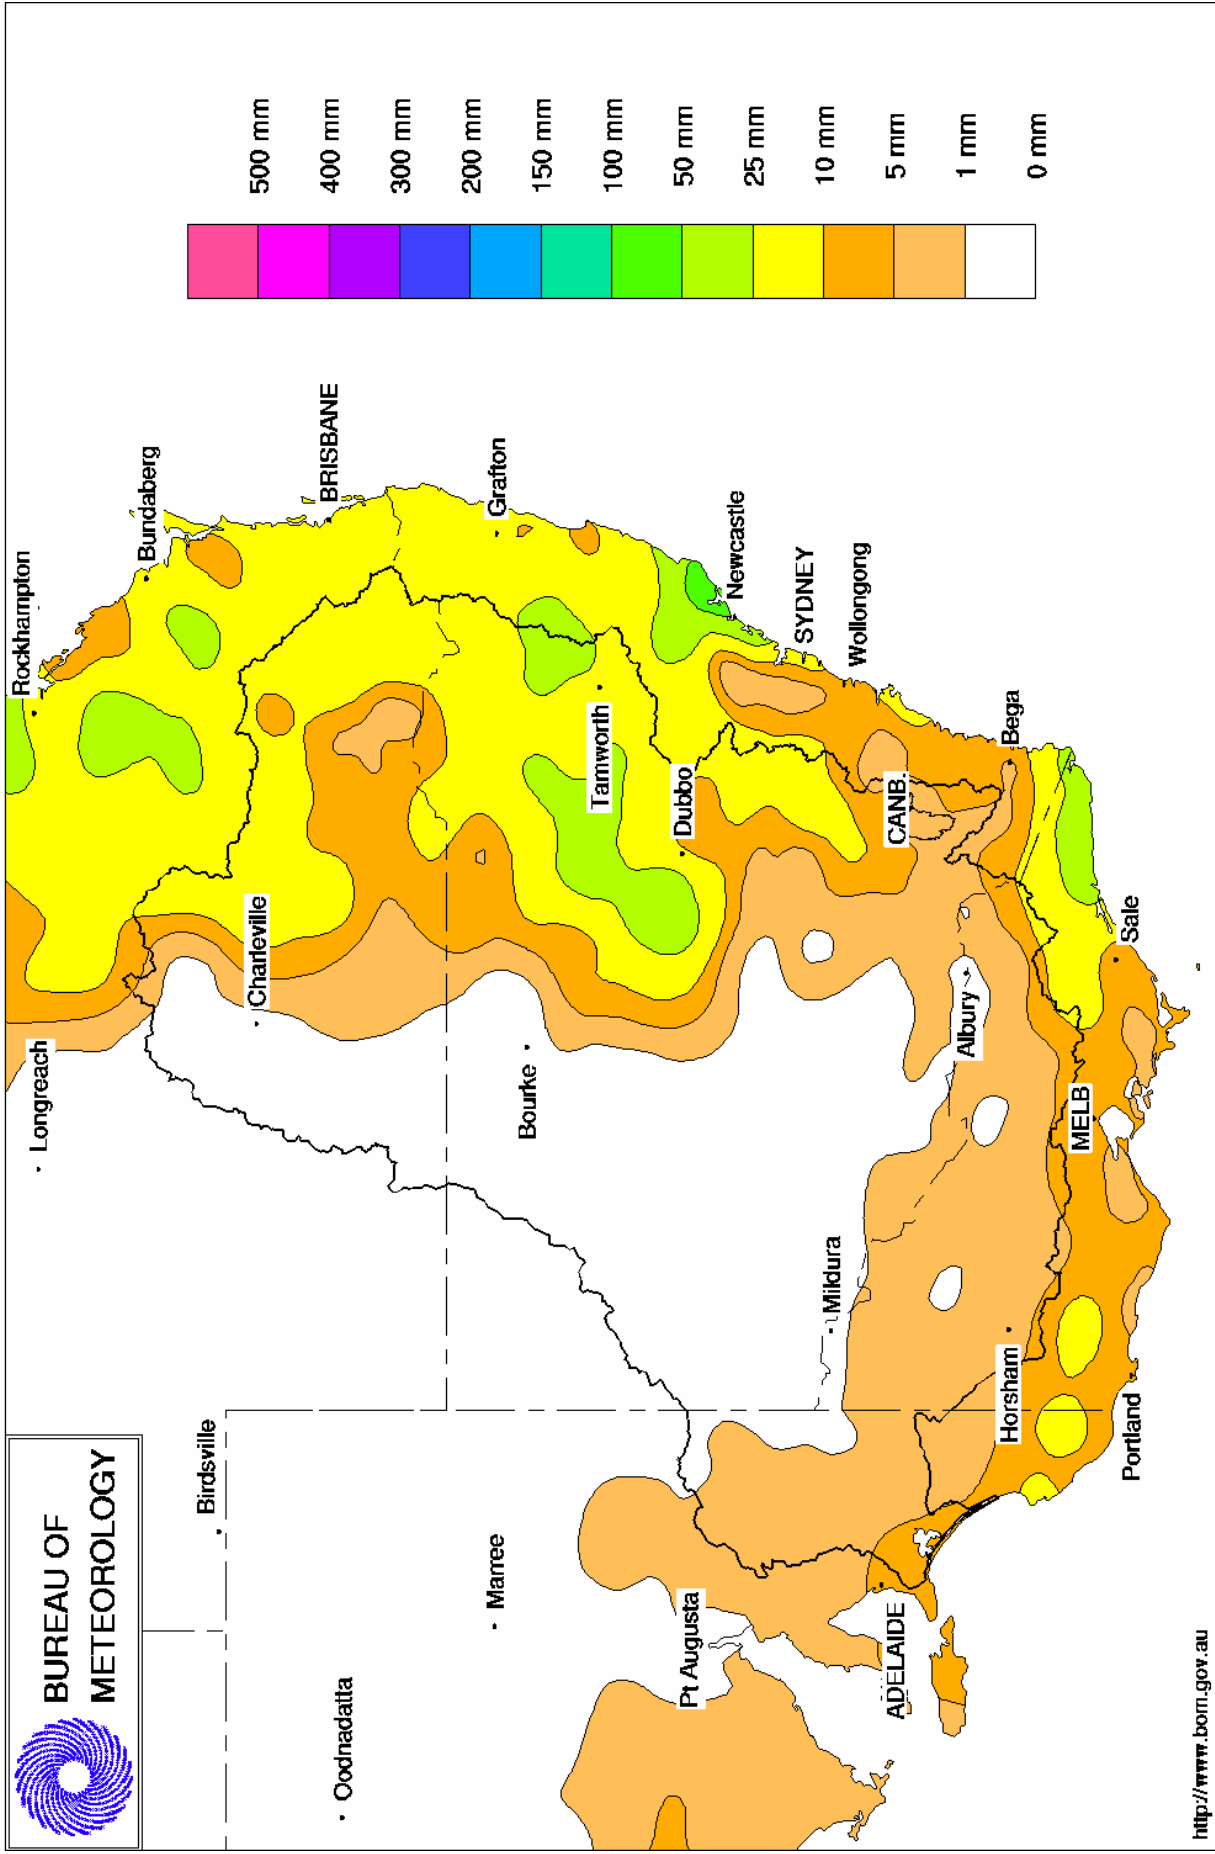 BUREAU OF
METEOROLOGY
500 mm
400 mm
300 mm
200 mm
150 mm
100 mm
50 mm
25 mm
10 mm
5 mm
1 mm
0 mm
Longreach
Rockhampton
Bundaberg
Birdsville
Charleville
BRISBANE
Oodnadatta
Marree
Bourke
Grafton
Tamworth
Pt Augusta
Dubbo
Newcastle
SYDNEY
Mildura
Wollongong
ADELAIDE
CANB.
Albury
Horsham
Bega
MELB
Portland
Sale
http://www.bom.gov.au